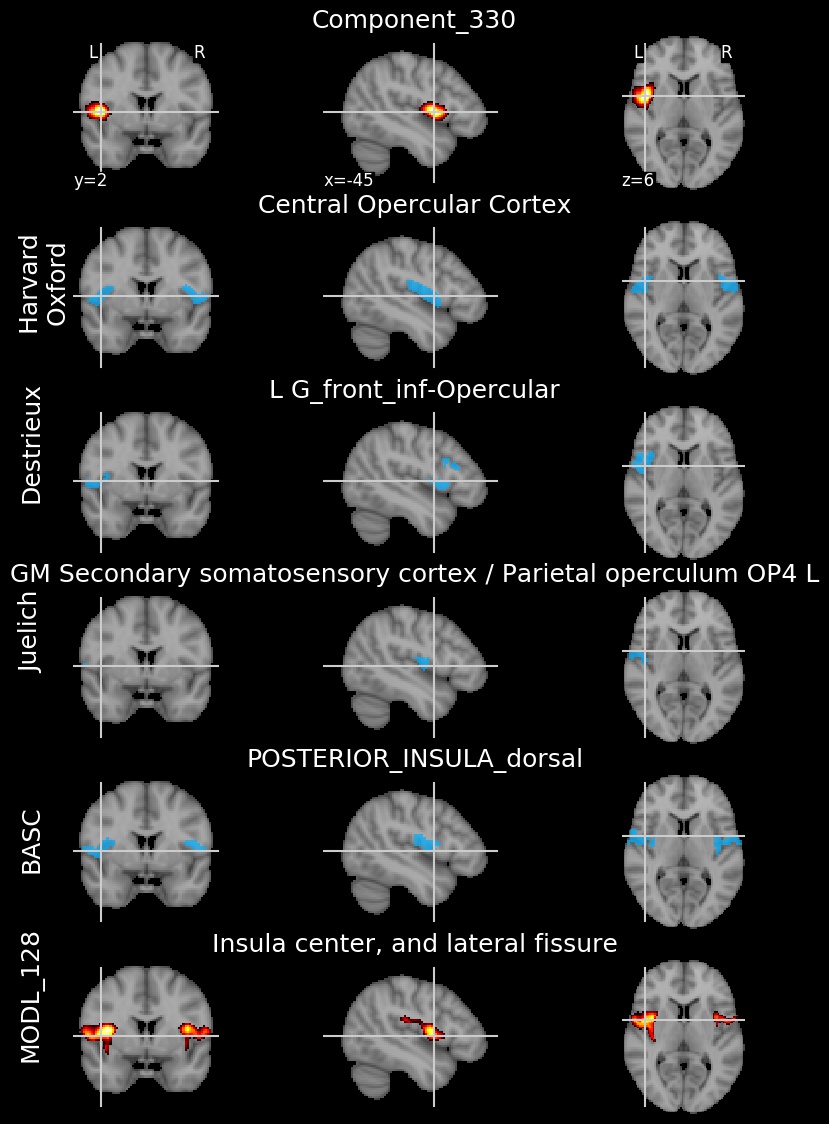 Component_330
L R
L R
y=2
x=-45
z=6
Central Opercular Cortex
Harvard
Oxford
L G_front_inf-Opercular
Destrieux
GM Secondary somatosensory cortex / Parietal operculum OP4 L
Juelich
POSTERIOR_INSULA_dorsal
BASC
Insula center, and lateral fissure
MODL_128